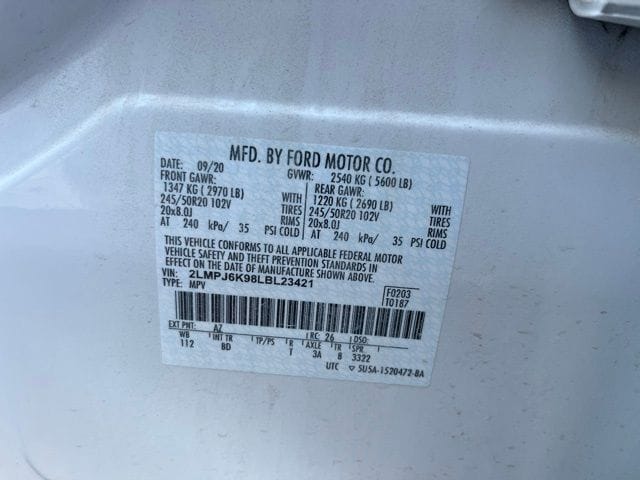 MFD. BY FORD MOTOR CO.
DATE: 09/20 GVWR: 2540 KG ( 5600 LB)
FRONT GAWR: REAR GAWR:
1347 KG ( 2970 LB) WITH 1220 KG ( 2690 LB) WITH
245/50R20 102V TIRES 245/50R20 102V TIRES
20x8.0J RIMS 20x8.0J RIMS
AT 240 kPa/ 35 PSI COLD AT 240 kPa/ 35 PSI COLD
THIS VEHICLE CONFORMS TO ALL APPLICABLE FEDERAL MOTOR
VEHICLE SAFETY AND THEFT PREVENTION STANDARDS IN
EFFECT ON THE DATE OF MANUFACTURE SHOWN ABOVE.
VIN: 2LMPJ6K98LBL23421 F0203
TYPE: MPV T0187
EXT PNT: AZ RC: 26 DSO:
WB INT TR TP/PS R AXLE TR SPR
112 BD T 3A B 3322
UTC ▽ 5U5A-1520472-BA